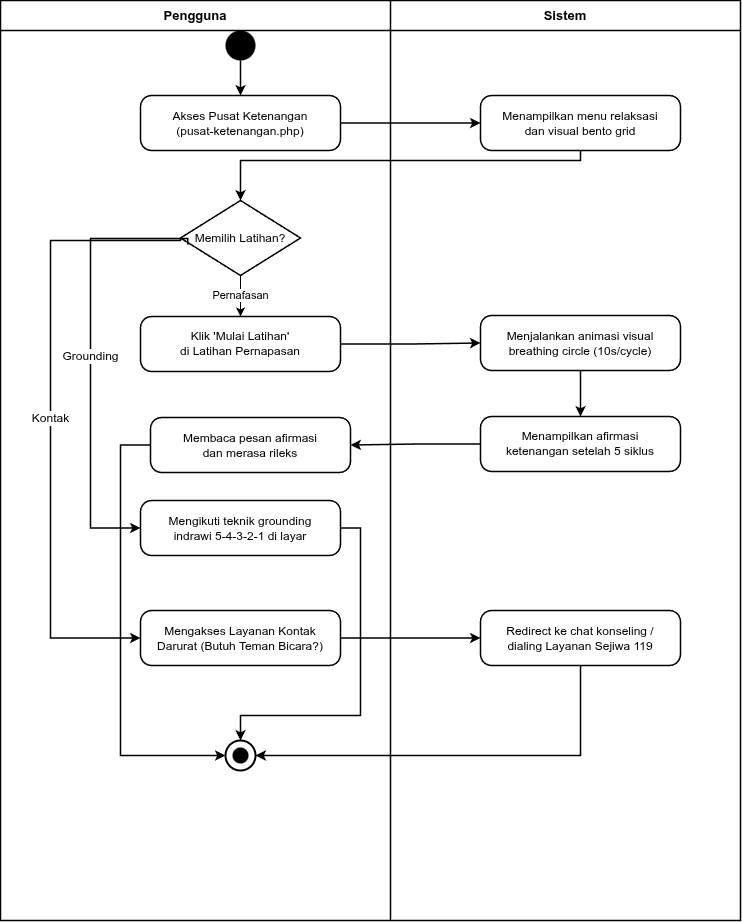 Pengguna
Sistem
Akses Pusat Ketenangan
(pusat-ketenangan.php)
Menampilkan menu relaksasi
dan visual bento grid
Memilih Latihan?
Pernafasan
Klik 'Mulai Latihan'
di Latihan Pernapasan
Menjalankan animasi visual
breathing circle (10s/cycle)
Grounding
Kontak
Membaca pesan afirmasi
dan merasa rileks
Menampilkan afirmasi
ketenangan setelah 5 siklus
Mengikuti teknik grounding
indrawi 5-4-3-2-1 di layar
Mengakses Layanan Kontak
Darurat (Butuh Teman Bicara?)
Redirect ke chat konseling /
dialing Layanan Sejiwa 119